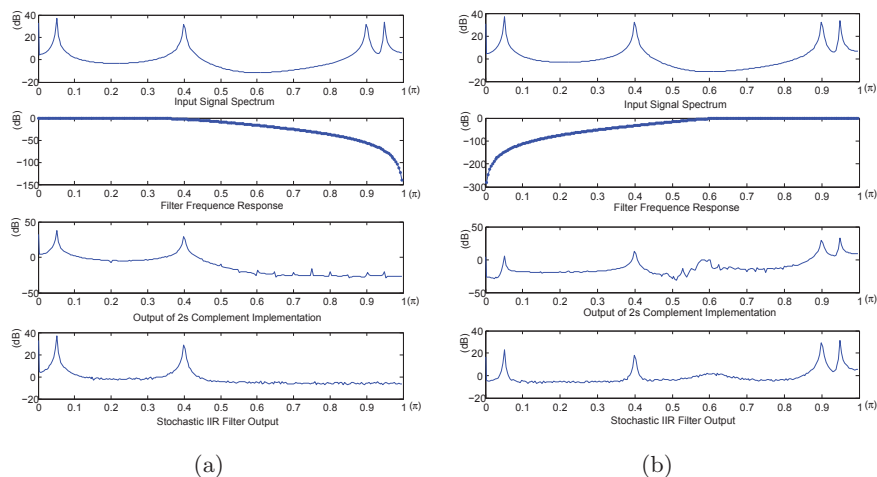 (dB)
40
20
0
−20
0 0.1 0.2 0.3 0.4 0.5 0.6 0.7 0.8 0.9 1 (π)
Input Signal Spectrum
(dB)
0
−50
−100
−150
0 0.1 0.2 0.3 0.4 0.5 0.6 0.7 0.8 0.9 1 (π)
Filter Frequence Response
(dB)
50
0
−50
0 0.1 0.2 0.3 0.4 0.5 0.6 0.7 0.8 0.9 1 (π)
Output of 2s Complement Implementation
(dB)
40
20
0
−20
0 0.1 0.2 0.3 0.4 0.5 0.6 0.7 0.8 0.9 1 (π)
Stochastic IIR Filter Output
(a)
(dB)
40
20
0
−20
0 0.1 0.2 0.3 0.4 0.5 0.6 0.7 0.8 0.9 1 (π)
Input Signal Spectrum
(dB)
0
−100
−200
−300
0 0.1 0.2 0.3 0.4 0.5 0.6 0.7 0.8 0.9 1 (π)
Filter Frequence Response
(dB)
50
0
−50
0 0.1 0.2 0.3 0.4 0.5 0.6 0.7 0.8 0.9 1 (π)
Output of 2s Complement Implementation
(dB)
40
20
0
−20
0 0.1 0.2 0.3 0.4 0.5 0.6 0.7 0.8 0.9 1 (π)
Stochastic IIR Filter Output
(b)